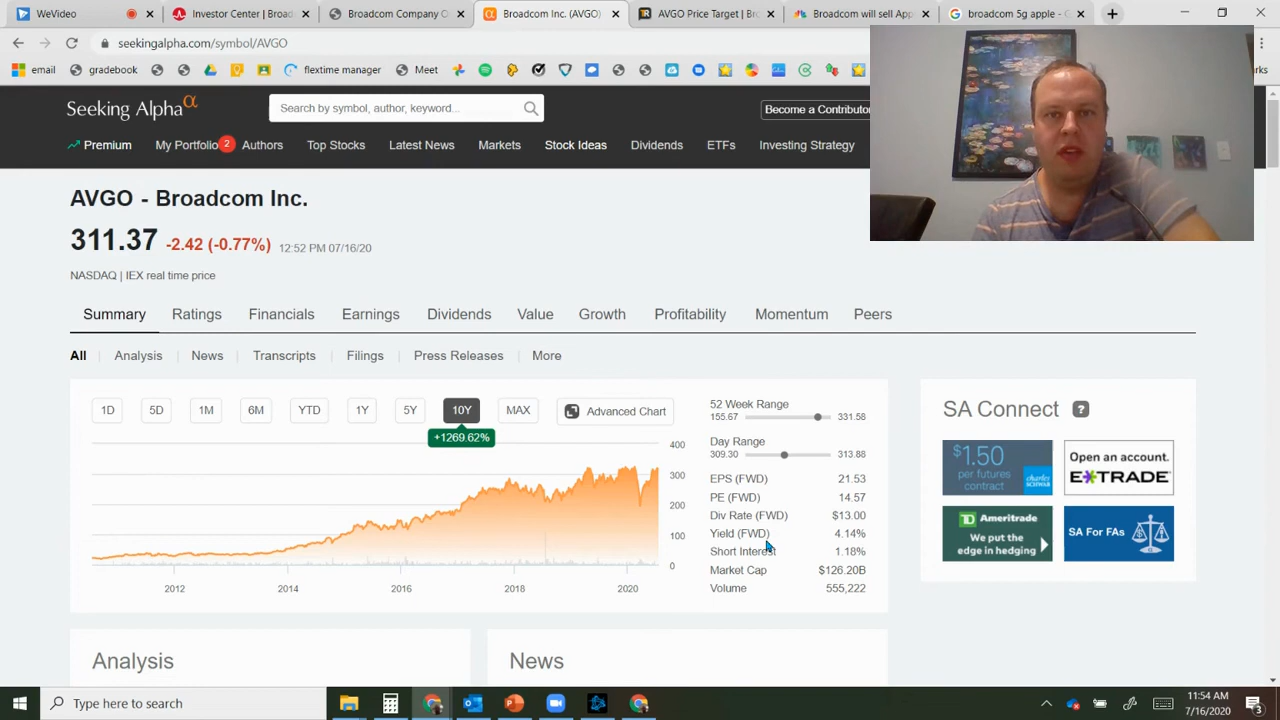 WeVideo
Investor Center | Broadcom
Broadcom Company O
Broadcom Inc. (AVGO)
AVGO Price Target | Br
Broadcom will sell App
broadcom 5g apple - G
seekingalpha.com/symbol/AVGO
email
gradebook
flextime manager
Meet
Seeking Alphaα
Search by symbol, author, keyword...
Become a Contributor
Premium
My Portfolio
2
Authors
Top Stocks
Latest News
Markets
Stock Ideas
Dividends
ETFs
Investing Strategy
AVGO - Broadcom Inc.
311.37 -2.42 (-0.77%) 12:52 PM 07/16/20
NASDAQ | IEX real time price
Summary
Ratings
Financials
Earnings
Dividends
Value
Growth
Profitability
Momentum
Peers
All
Analysis
News
Transcripts
Filings
Press Releases
More
1D
5D
1M
6M
YTD
1Y
5Y
10Y
MAX
Advanced Chart
+1269.62%
400
300
200
100
0
2012
2014
2016
2018
2020
52 Week Range
155.67
331.58
Day Range
309.30
313.88
EPS (FWD) 21.53
PE (FWD) 14.57
Div Rate (FWD) $13.00
Yield (FWD) 4.14%
Short Interest 1.18%
Market Cap $126.20B
Volume 555,222
SA Connect ?
$1.50
per futures
contract
charles
SCHWAB
Open an account.
E*TRADE
TD Ameritrade
We put the
edge in hedging
SA For FAs
Analysis
News
Type here to search
11:54 AM
7/16/2020
3